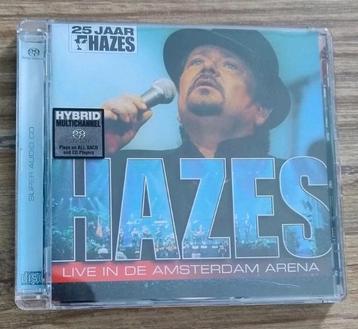 25 JAAR
HAZES
HYBRID
MULTICHANNEL
Plays on ALL SACD
and CD Players
SUPER AUDIO CD
HAZES
LIVE IN DE AMSTERDAM ARENA